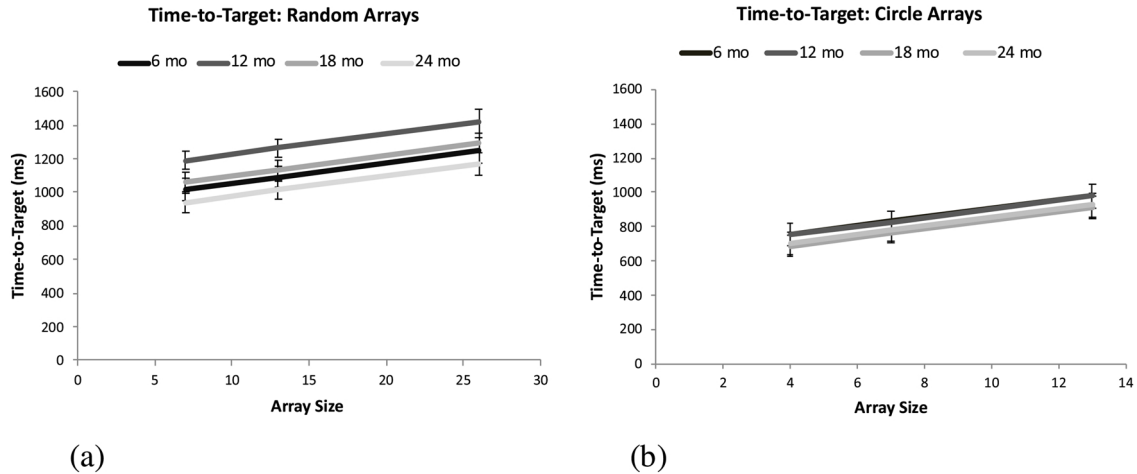 Time-to-Target: Random Arrays
6 mo 12 mo 18 mo 24 mo
Time-to-Target (ms)
1600
1400
1200
1000
800
600
400
200
0
0 5 10 15 20 25 30
Array Size
(a)
Time-to-Target: Circle Arrays
6 mo 12 mo 18 mo 24 mo
Time-to-Target (ms)
1600
1400
1200
1000
800
600
400
200
0
0 2 4 6 8 10 12 14
Array Size
(b)